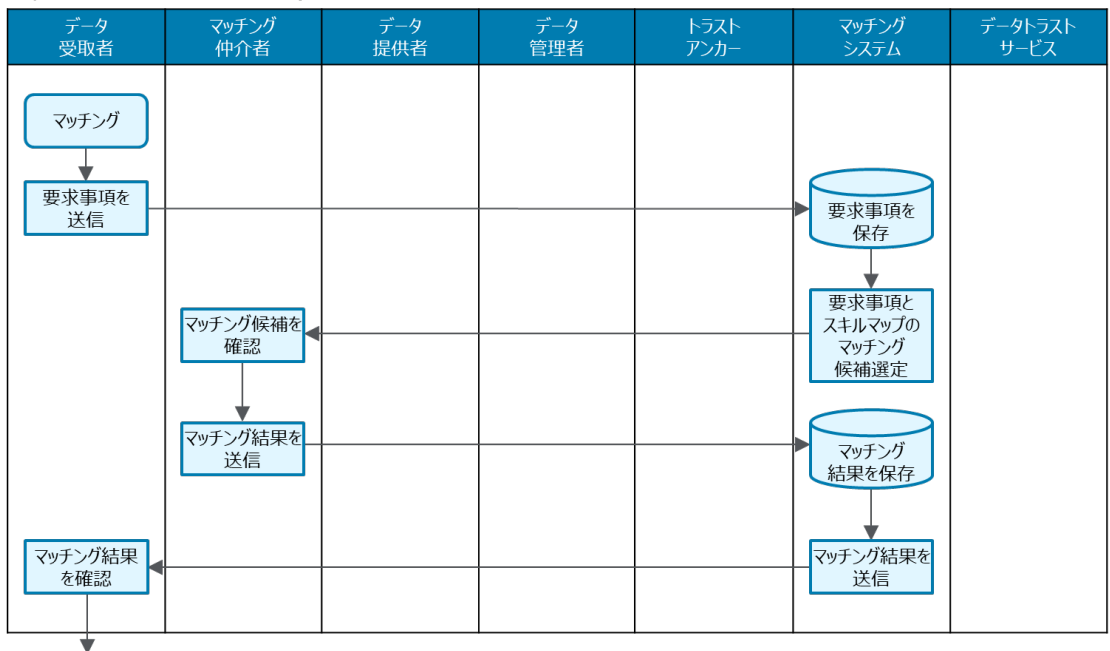 データ
受取者
マッチング
仲介者
データ
提供者
データ
管理者
トラスト
アンカー
マッチング
システム
データトラスト
サービス
マッチング
要求事項を
送信
要求事項を
保存
要求事項と
スキルマップの
マッチング
候補選定
マッチング候補を
確認
マッチング結果を
送信
マッチング
結果を保存
マッチング結果を
送信
マッチング結果
を確認